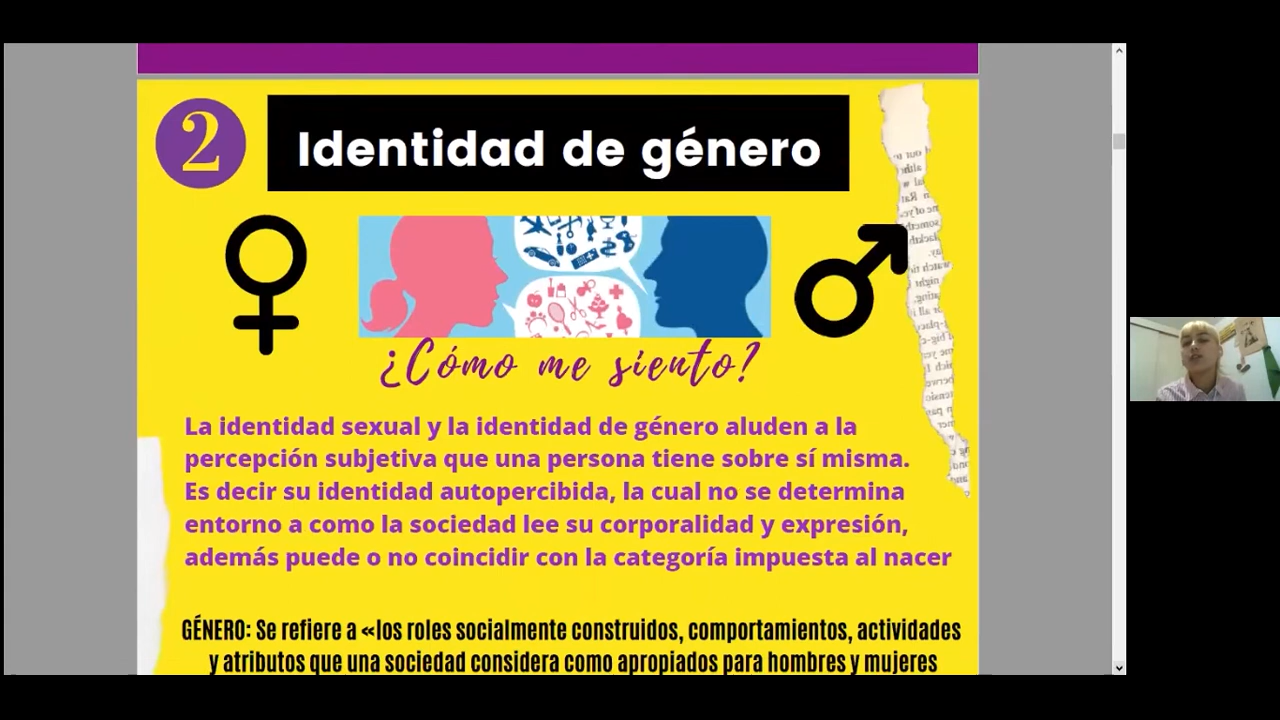 2
Identidad de género
¿Cómo me siento?
La identidad sexual y la identidad de género aluden a la
percepción subjetiva que una persona tiene sobre sí misma.
Es decir su identidad autopercibida, la cual no se determina
entorno a como la sociedad lee su corporalidad y expresión,
además puede o no coincidir con la categoría impuesta al nacer
GÉNERO: Se refiere a «los roles socialmente construidos, comportamientos, actividades
y atributos que una sociedad considera como apropiados para hombres y mujeres